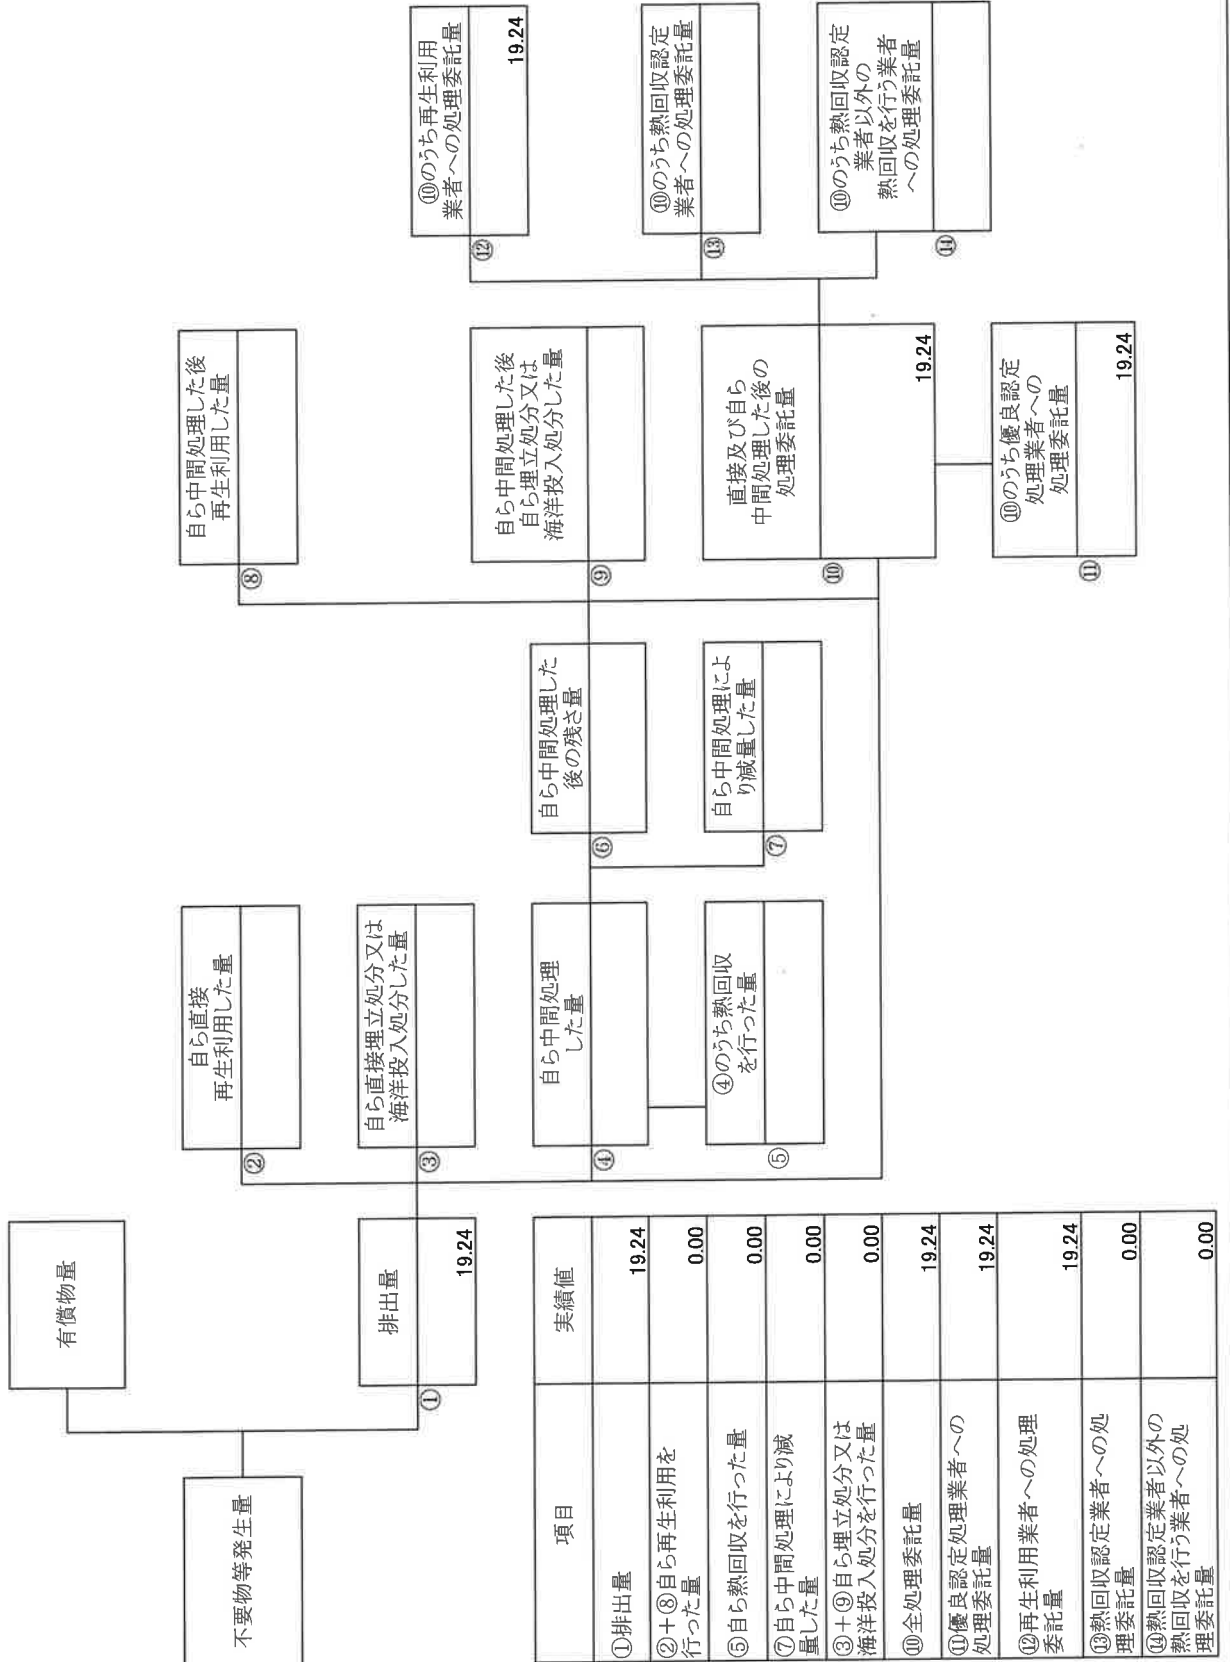 不要物等発生量
有償物量
①
排出量
19.24
②
自ら直接
再生利用した量
③
自ら直接埋立処分又は
海洋投入処分した量
④
自ら中間処理
した量
⑤
④のうち熱回収
を行った量
⑥
自ら中間処理した
後の残さ量
⑦
自ら中間処理によ
り減量した量
⑧
自ら中間処理した後
再生利用した量
⑨
自ら中間処理した後
自ら埋立処分又は
海洋投入処分した量
⑩
直接及び自ら
中間処理した後の
処理委託量
19.24
⑪
⑩のうち優良認定
処理業者への
処理委託量
19.24
⑫
⑩のうち再生利用
業者への処理委託量
19.24
⑬
⑩のうち熱回収認定
業者への処理委託量
⑭
⑩のうち熱回収認定
業者以外の
熱回収を行う業者
への処理委託量
項目 実績値
①排出量 19.24
②+⑧自ら再生利用を
行った量 0.00
⑤自ら熱回収を行った量 0.00
⑦自ら中間処理により減
量した量 0.00
③+⑨自ら埋立処分又は
海洋投入処分を行った量 0.00
⑩全処理委託量 19.24
⑪優良認定処理業者への
処理委託量 19.24
⑫再生利用業者への処理
委託量 19.24
⑬熱回収認定業者への処
理委託量 0.00
⑭熱回収認定業者以外の
熱回収を行う業者への処
理委託量 0.00